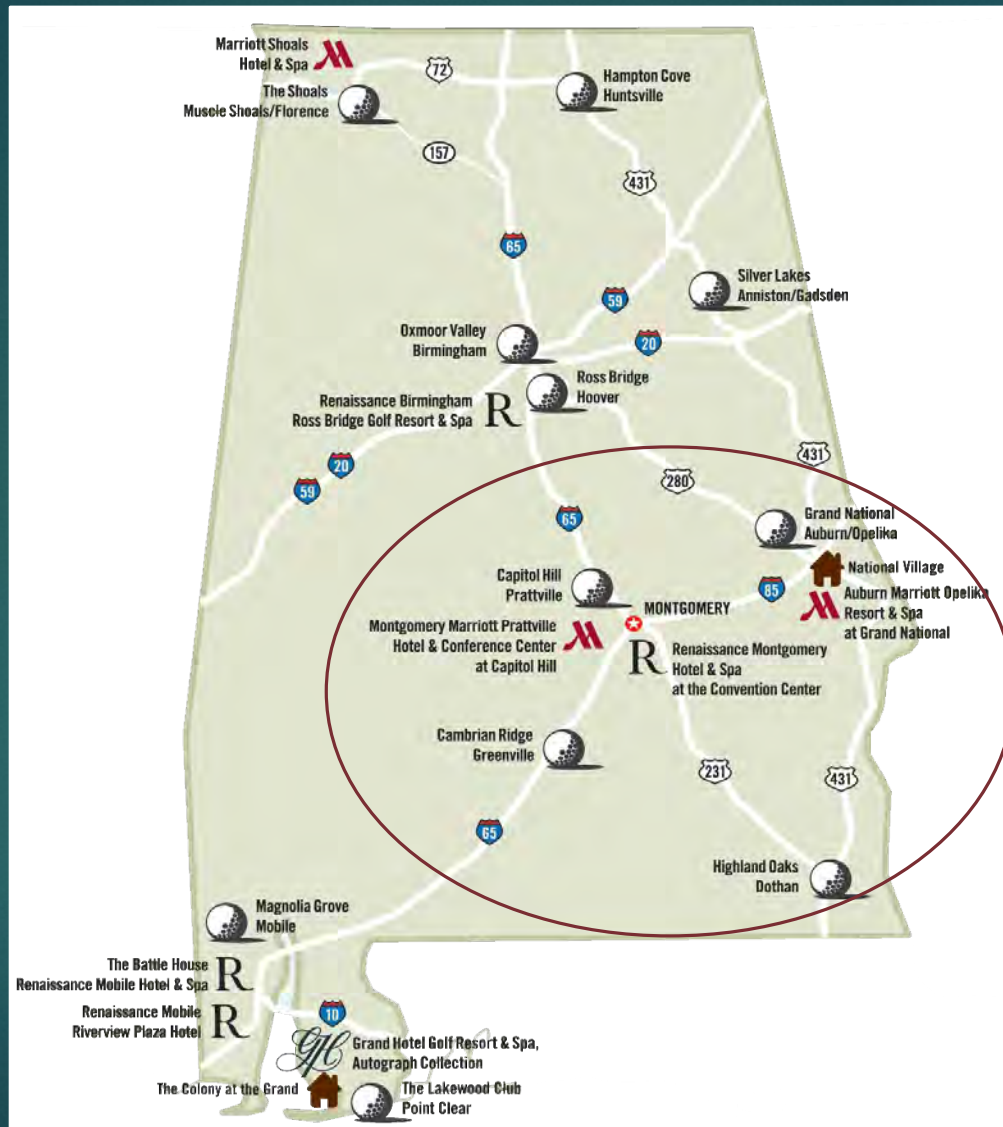 Marriott Shoals
Hotel & Spa
72
The Shoals
Muscle Shoals/Florence
Hampton Cove
Huntsville
157
431
65
Silver Lakes
Anniston/Gadsden
59
Oxmoor Valley
Birmingham
20
Ross Bridge
Hoover
Renaissance Birmingham
Ross Bridge Golf Resort & Spa
R
20
59
431
280
65
Grand National
Auburn/Opelika
National Village
Capitol Hill
Prattville
85
Auburn Marriott Opelika
Resort & Spa
at Grand National
MONTGOMERY
Montgomery Marriott Prattville
Hotel & Conference Center
at Capitol Hill
R
Renaissance Montgomery
Hotel & Spa
at the Convention Center
Cambrian Ridge
Greenville
231
431
65
Highland Oaks
Dothan
Magnolia Grove
Mobile
The Battle House
Renaissance Mobile Hotel & Spa
R
Renaissance Mobile
Riverview Plaza Hotel
R
10
GH
Grand Hotel Golf Resort & Spa,
Autograph Collection
The Colony at the Grand
The Lakewood Club
Point Clear